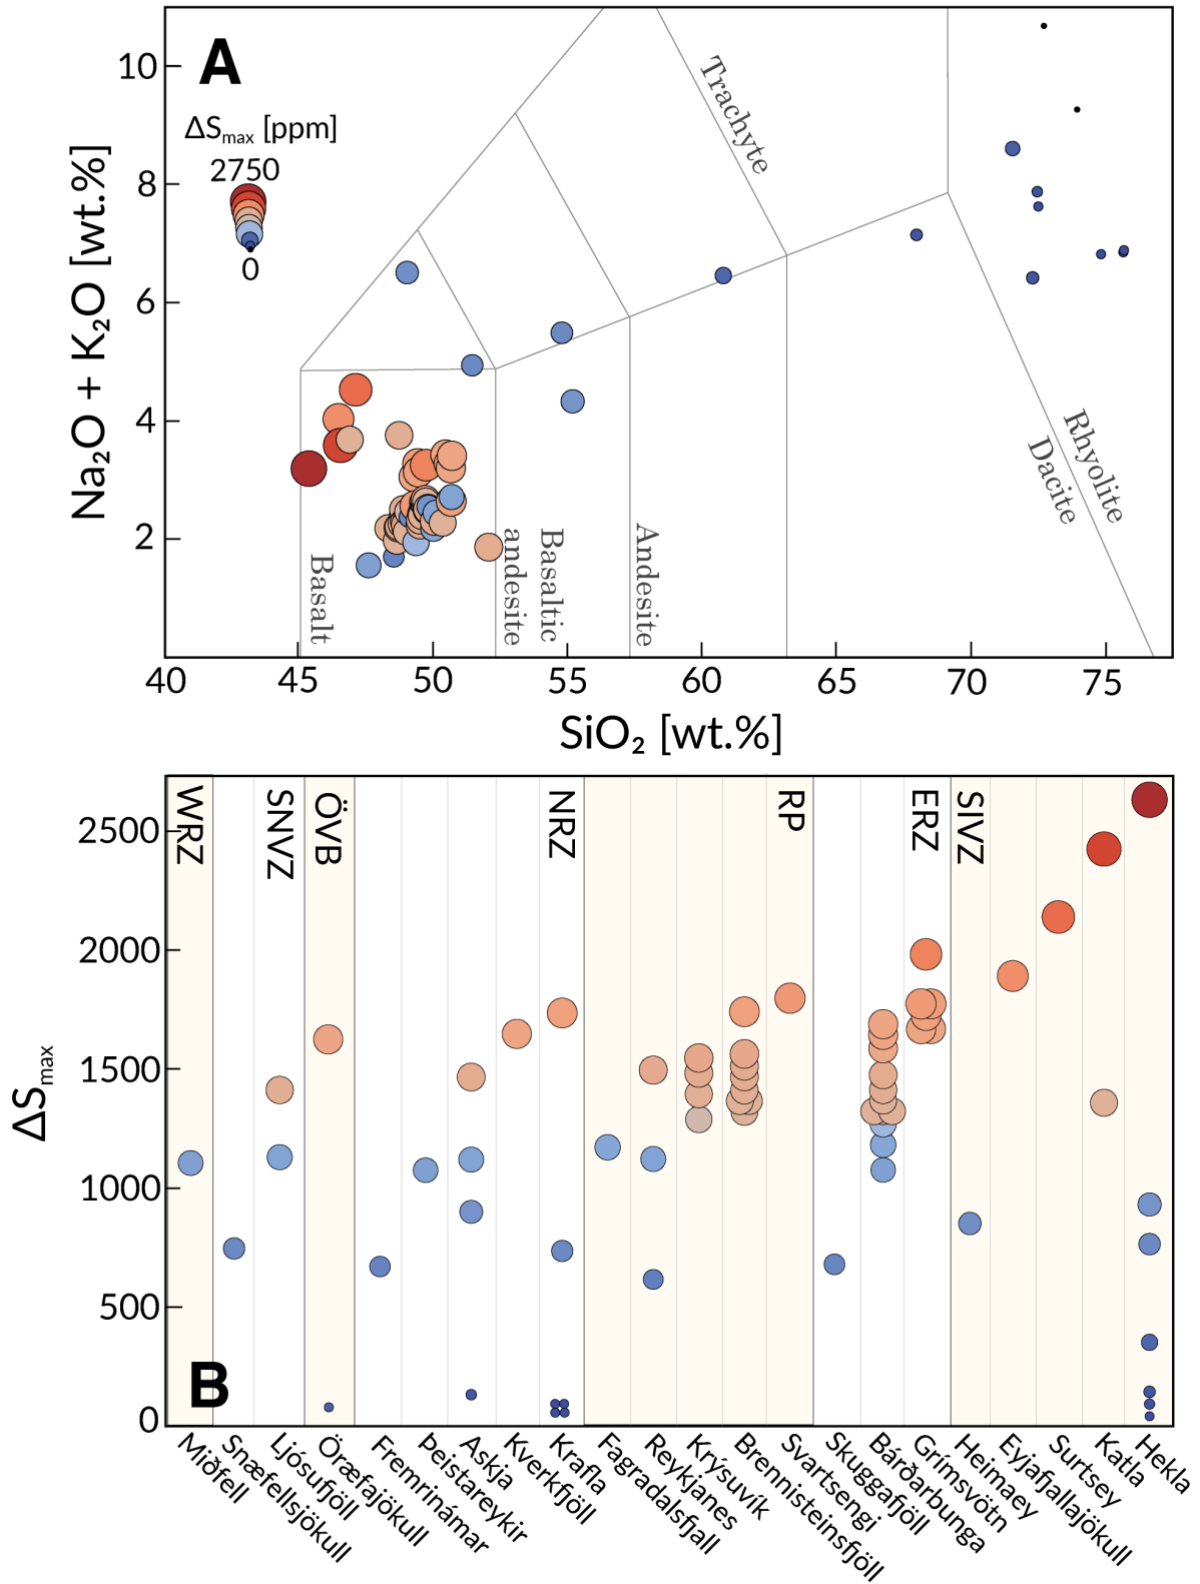 A
ΔSmax [ppm]
2750
0
Na₂O + K₂O [wt.%]
10
8
6
4
2
Trachyte
Rhyolite
Dacite
Basalt
Basaltic
andesite
Andesite
40 45 50 55 60 65 70 75
SiO₂ [wt.%]
B
ΔSmax
2500
2000
1500
1000
500
0
WRZ SNVZ ÖVB NRZ RP ERZ SIVZ
Miðfell
Snæfellsjökull
Ljósufjöll
Öræfajökull
Fremrinámar
Þeistareykir
Askja
Kverkfjöll
Krafla
Fagradalsfjall
Reykjanes
Krýsuvík
Brennisteinsfjöll
Svartsengi
Skuggafjöll
Bárðarbunga
Grímsvötn
Heimaey
Eyjafjallajökull
Surtsey
Katla
Hekla